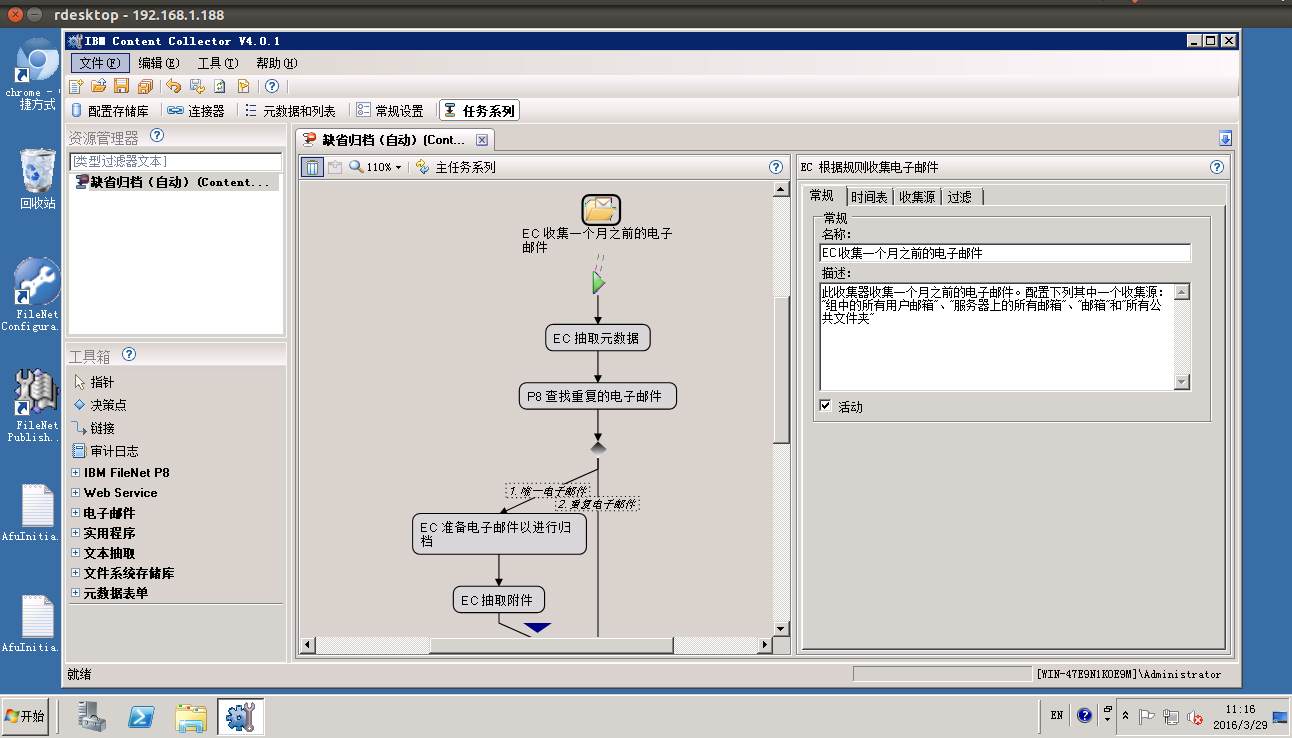 rdesktop - 192.168.1.188
IBM Content Collector V4.0.1
文件(F) 编辑(E) 工具(T) 帮助(H)
配置存储库 连接器 元数据和列表 常规设置 任务系列
chrome -
捷方式
回收站
FileNet
Configura.
FileNet
Publish..
AfuInitia.
AfuInitia.
资源管理器
[类型过滤器文本]
缺省归档（自动）(Content...
工具箱
指针
决策点
链接
审计日志
IBM FileNet P8
Web Service
电子邮件
实用程序
文本抽取
文件系统存储库
元数据表单
缺省归档（自动）(Cont...
110% 主任务系列
EC 收集一个月之前的电子
邮件
EC 抽取元数据
P8 查找重复的电子邮件
1. 唯一电子邮件
2. 重复电子邮件
EC 准备电子邮件以进行归
档
EC 抽取附件
EC 根据规则收集电子邮件
常规 时间表 收集源 过滤
常规
名称：
EC收集一个月之前的电子邮件
描述：
此收集器收集一个月之前的电子邮件。配置下列其中一个收集源：
"组中的所有用户邮箱"、"服务器上的所有邮箱"、"邮箱"和"所有公
共文件夹"
活动
就绪
[WIN-47E9N1KOE9M]\Administrator
开始
EN
11:16
2016/3/29